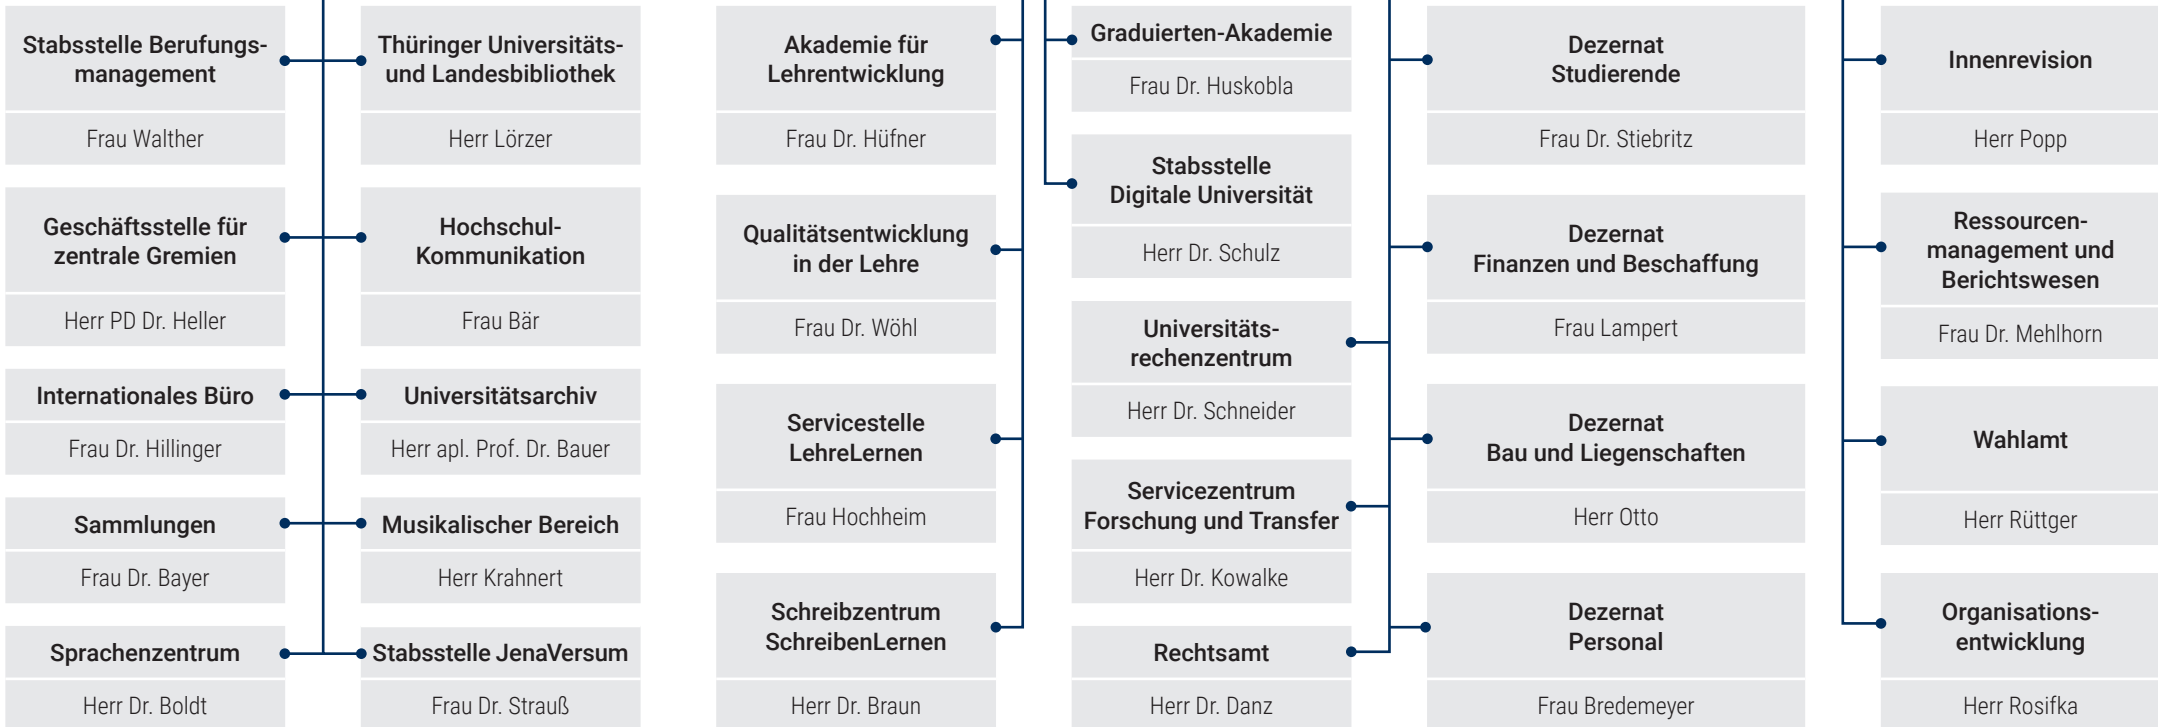 Stabsstelle Berufungs-
management
Frau Walther
Geschäftsstelle für
zentrale Gremien
Herr PD Dr. Heller
Internationales Büro
Frau Dr. Hillinger
Sammlungen
Frau Dr. Bayer
Sprachenzentrum
Herr Dr. Boldt
Thüringer Universitäts-
und Landesbibliothek
Herr Lörzer
Hochschul-
Kommunikation
Frau Bär
Universitätsarchiv
Herr apl. Prof. Dr. Bauer
Musikalischer Bereich
Herr Krahnert
Stabsstelle JenaVersum
Frau Dr. Strauß
Akademie für
Lehrentwicklung
Frau Dr. Hüfner
Qualitätsentwicklung
in der Lehre
Frau Dr. Wöhl
Servicestelle
LehreLernen
Frau Hochheim
Schreibzentrum
SchreibenLernen
Herr Dr. Braun
Graduierten-Akademie
Frau Dr. Huskobla
Stabsstelle
Digitale Universität
Herr Dr. Schulz
Universitäts-
rechenzentrum
Herr Dr. Schneider
Servicezentrum
Forschung und Transfer
Herr Dr. Kowalke
Rechtsamt
Herr Dr. Danz
Dezernat
Studierende
Frau Dr. Stiebritz
Dezernat
Finanzen und Beschaffung
Frau Lampert
Dezernat
Bau und Liegenschaften
Herr Otto
Dezernat
Personal
Frau Bredemeyer
Innenrevision
Herr Popp
Ressourcen-
management und
Berichtswesen
Frau Dr. Mehlhorn
Wahlamt
Herr Rüttger
Organisations-
entwicklung
Herr Rosifka